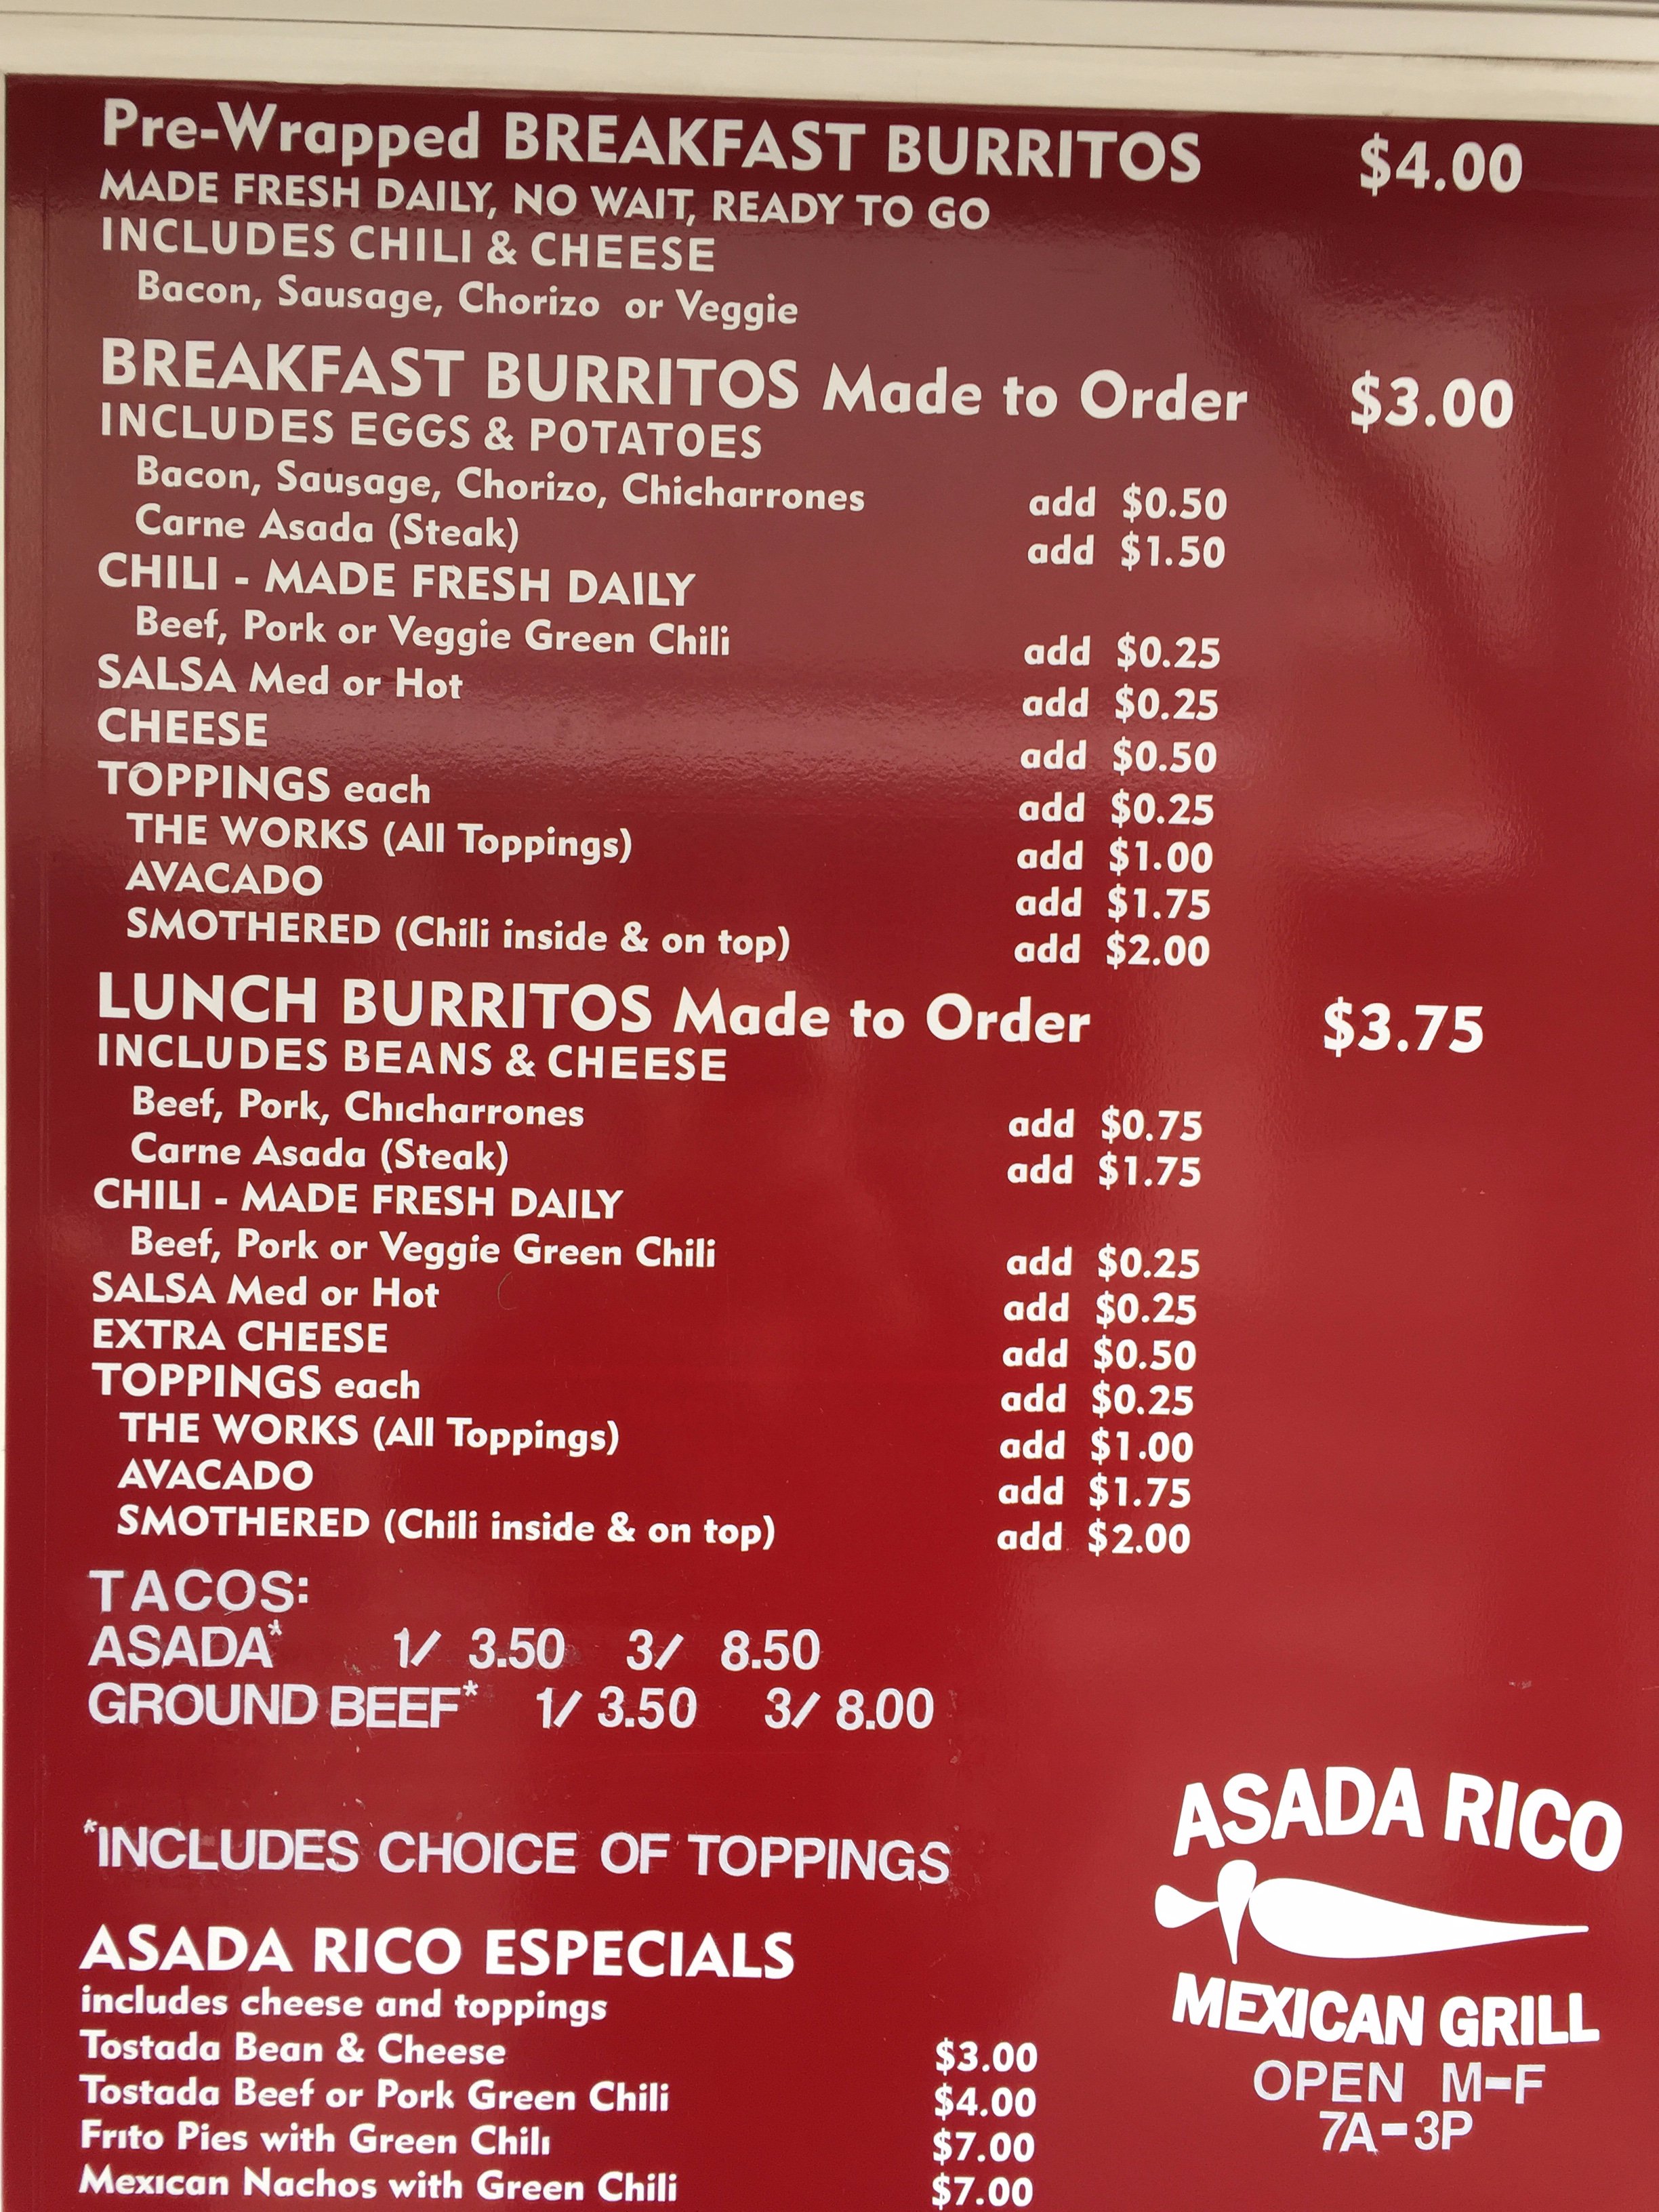 Pre-Wrapped BREAKFAST BURRITOS $4.00
MADE FRESH DAILY, NO WAIT, READY TO GO
INCLUDES CHILI & CHEESE
Bacon, Sausage, Chorizo or Veggie
BREAKFAST BURRITOS Made to Order $3.00
INCLUDES EGGS & POTATOES
Bacon, Sausage, Chorizo, Chicharrones add $0.50
Carne Asada (Steak) add $1.50
CHILI - MADE FRESH DAILY
Beef, Pork or Veggie Green Chili add $0.25
SALSA Med or Hot add $0.25
CHEESE add $0.50
TOPPINGS each add $0.25
THE WORKS (All Toppings) add $1.00
AVACADO add $1.75
SMOTHERED (Chili inside & on top) add $2.00
LUNCH BURRITOS Made to Order $3.75
INCLUDES BEANS & CHEESE
Beef, Pork, Chicharrones add $0.75
Carne Asada (Steak) add $1.75
CHILI - MADE FRESH DAILY
Beef, Pork or Veggie Green Chili add $0.25
SALSA Med or Hot add $0.25
EXTRA CHEESE add $0.50
TOPPINGS each add $0.25
THE WORKS (All Toppings) add $1.00
AVACADO add $1.75
SMOTHERED (Chili inside & on top) add $2.00
TACOS:
ASADA* 1/ 3.50 3/ 8.50
GROUND BEEF* 1/ 3.50 3/ 8.00
*INCLUDES CHOICE OF TOPPINGS
ASADA RICO ESPECIALS
includes cheese and toppings
Tostada Bean & Cheese $3.00
Tostada Beef or Pork Green Chili $4.00
Frito Pies with Green Chili $7.00
Mexican Nachos with Green Chili $7.00
ASADA RICO
MEXICAN GRILL
OPEN M-F
7A-3P